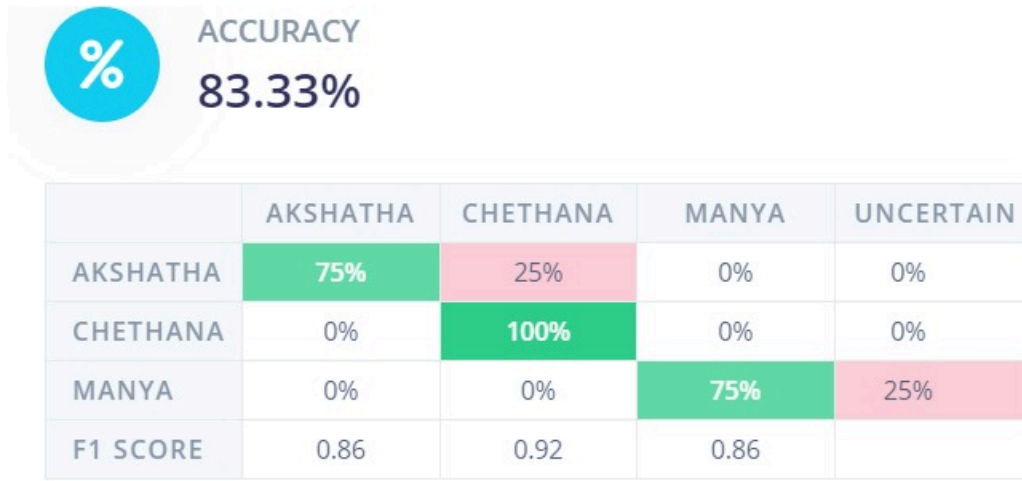 %
ACCURACY
83.33%
AKSHATHA CHETHANA MANYA UNCERTAIN
AKSHATHA 75% 25% 0% 0%
CHETHANA 0% 100% 0% 0%
MANYA 0% 0% 75% 25%
F1 SCORE 0.86 0.92 0.86